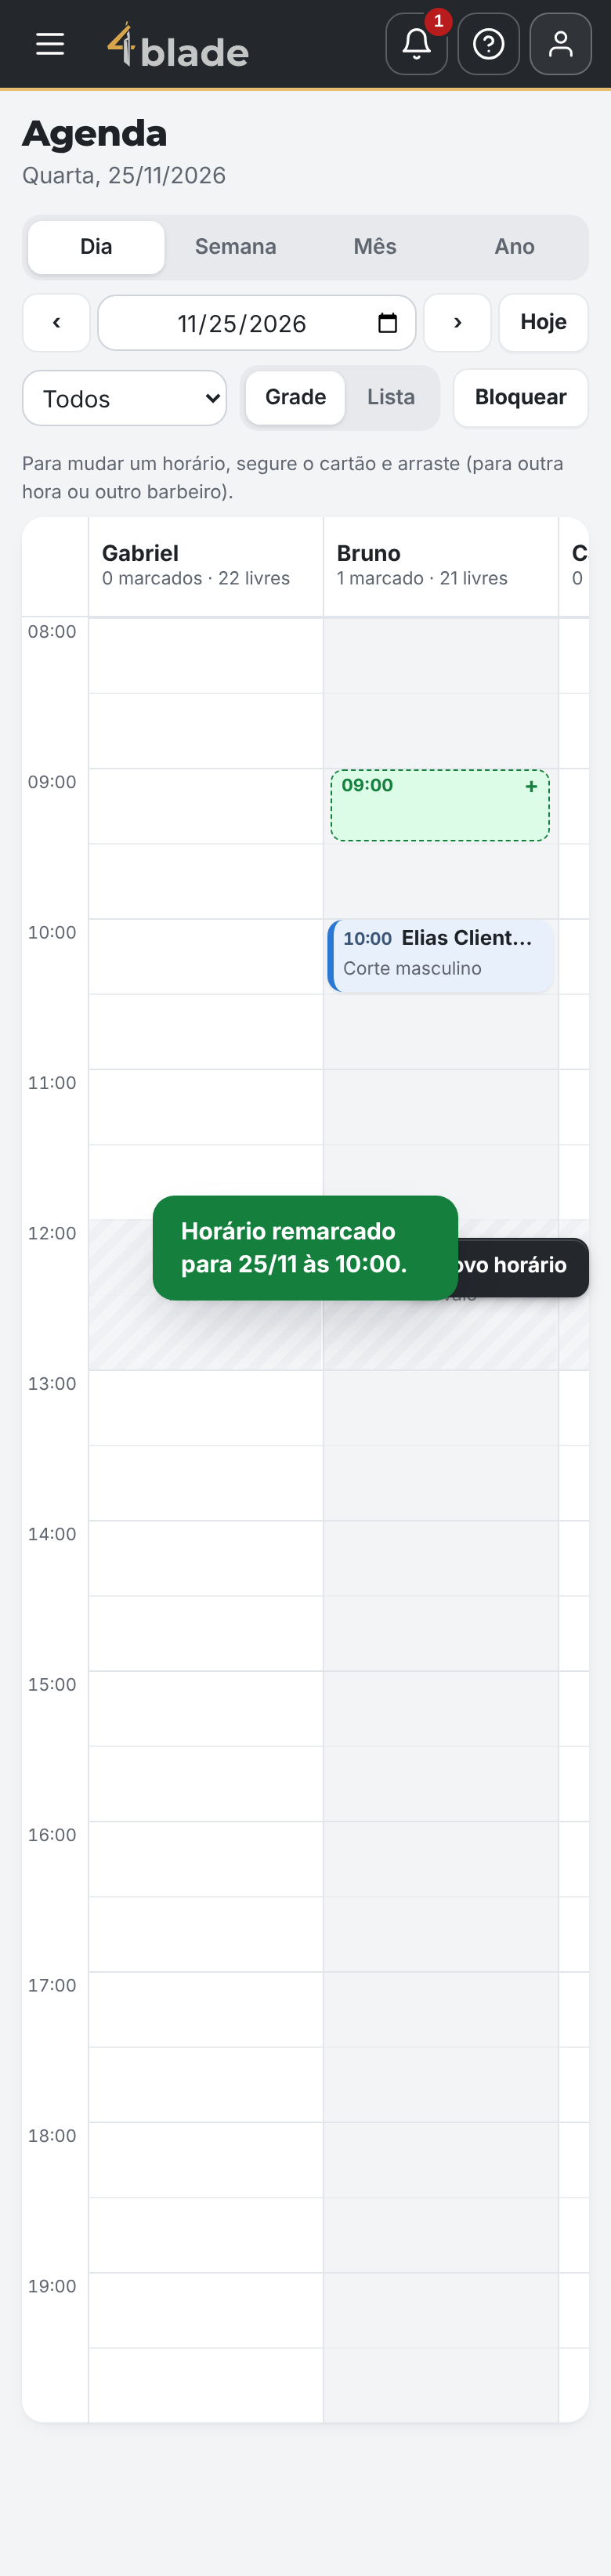 1
4blade
Agenda
Quarta, 25/11/2026
Dia Semana Mês Ano
‹ 11/25/2026 › Hoje
Todos Grade Lista Bloquear
Para mudar um horário, segure o cartão e arraste (para outra
hora ou outro barbeiro).
Gabriel
0 marcados · 22 livres
Bruno
1 marcado · 21 livres
C
0
08:00
09:00
09:00 +
10:00
10:00 Elias Client...
Corte masculino
11:00
12:00
Horário remarcado
para 25/11 às 10:00.
ovo horário
13:00
14:00
15:00
16:00
17:00
18:00
19:00